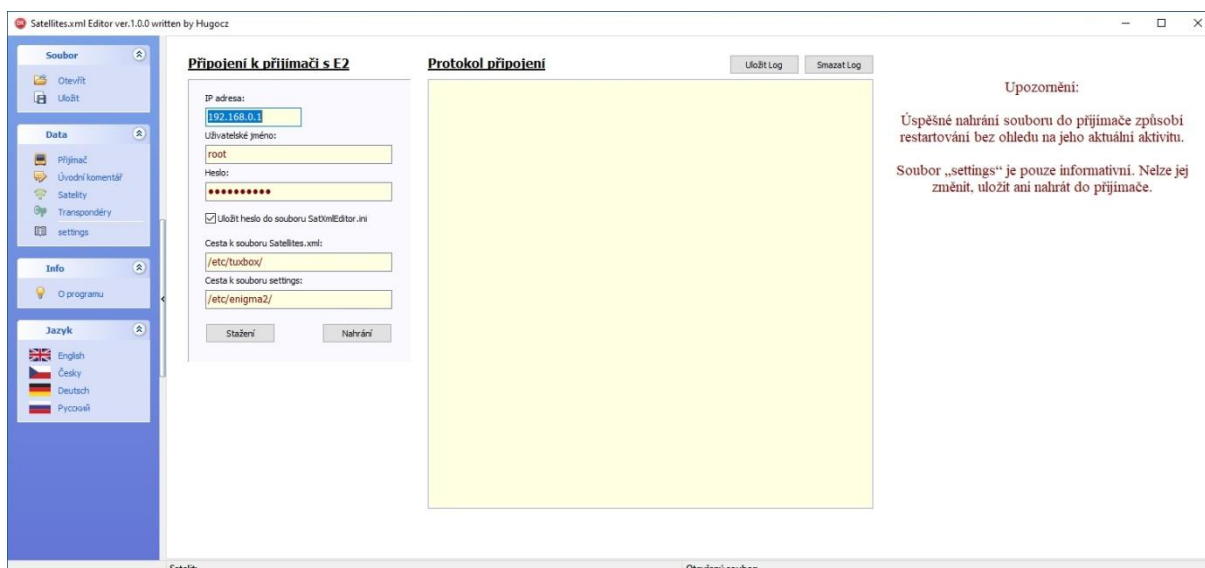 Satellites.xml Editor ver.1.0.0 written by Hugocz
Soubor
Otevřít
Uložit
Data
Přijímač
Úvodní komentář
Satelity
Transpondéry
settings
Info
O programu
Jazyk
English
Česky
Deutsch
Русский
Připojení k přijímači s E2
IP adresa:
192.168.0.1
Uživatelské jméno:
root
Heslo:
●●●●●●●●●●
Uložit heslo do souboru SatXmlEditor.ini
Cesta k souboru Satellites.xml:
/etc/tuxbox/
Cesta k souboru settings:
/etc/enigma2/
Stažení
Nahrání
Protokol připojení
Uložit Log
Smazat Log
Upozornění:
Úspěšné nahrání souboru do přijímače způsobí
restartování bez ohledu na jeho aktuální aktivitu.
Soubor „settings“ je pouze informativní. Nelze jej
změnit, uložit ani nahrát do přijímače.